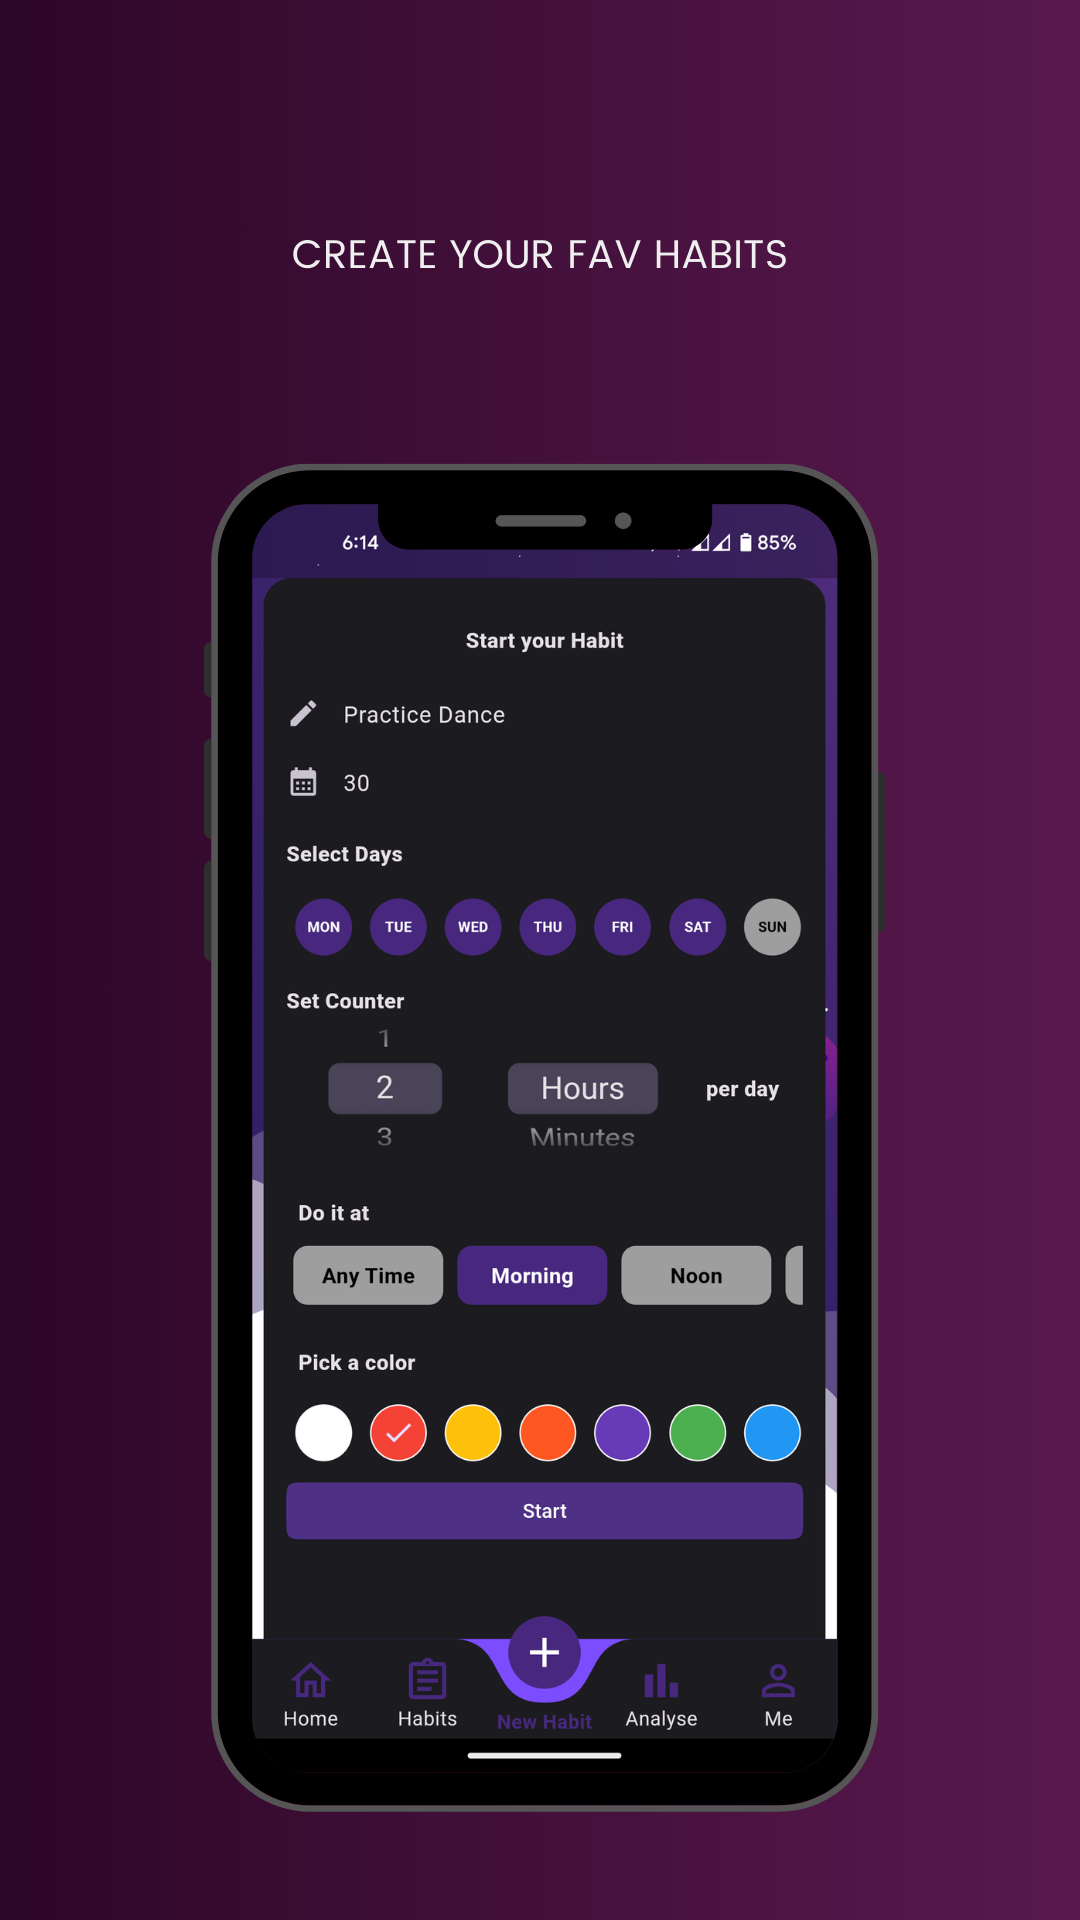 CREATE YOUR FAV HABITS
6:14 85%
Start your Habit
Practice Dance
30
Select Days
MON TUE WED THU FRI SAT SUN
Set Counter
1
2 Hours per day
3 Minutes
Do it at
Any Time Morning Noon
Pick a color
Start
Home Habits New Habit Analyse Me